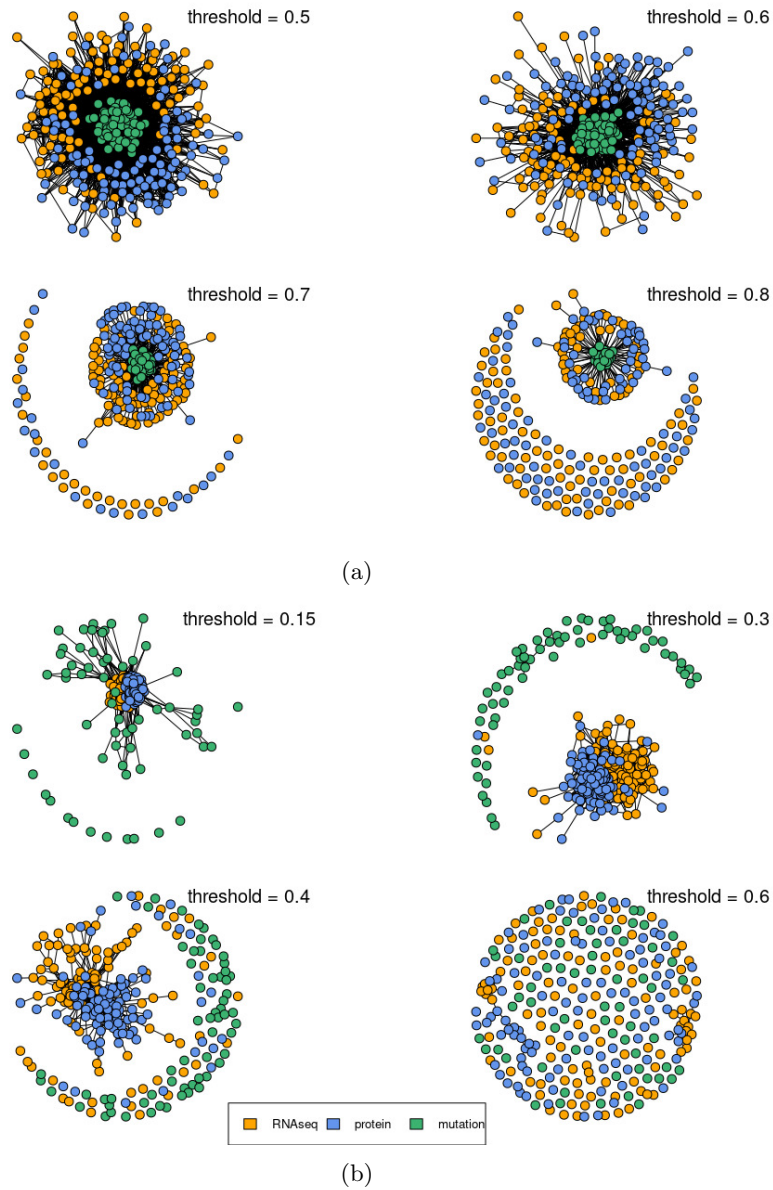 threshold = 0.5
threshold = 0.6
threshold = 0.7
threshold = 0.8
(a)
threshold = 0.15
threshold = 0.3
threshold = 0.4
threshold = 0.6
RNAseq protein mutation
(b)